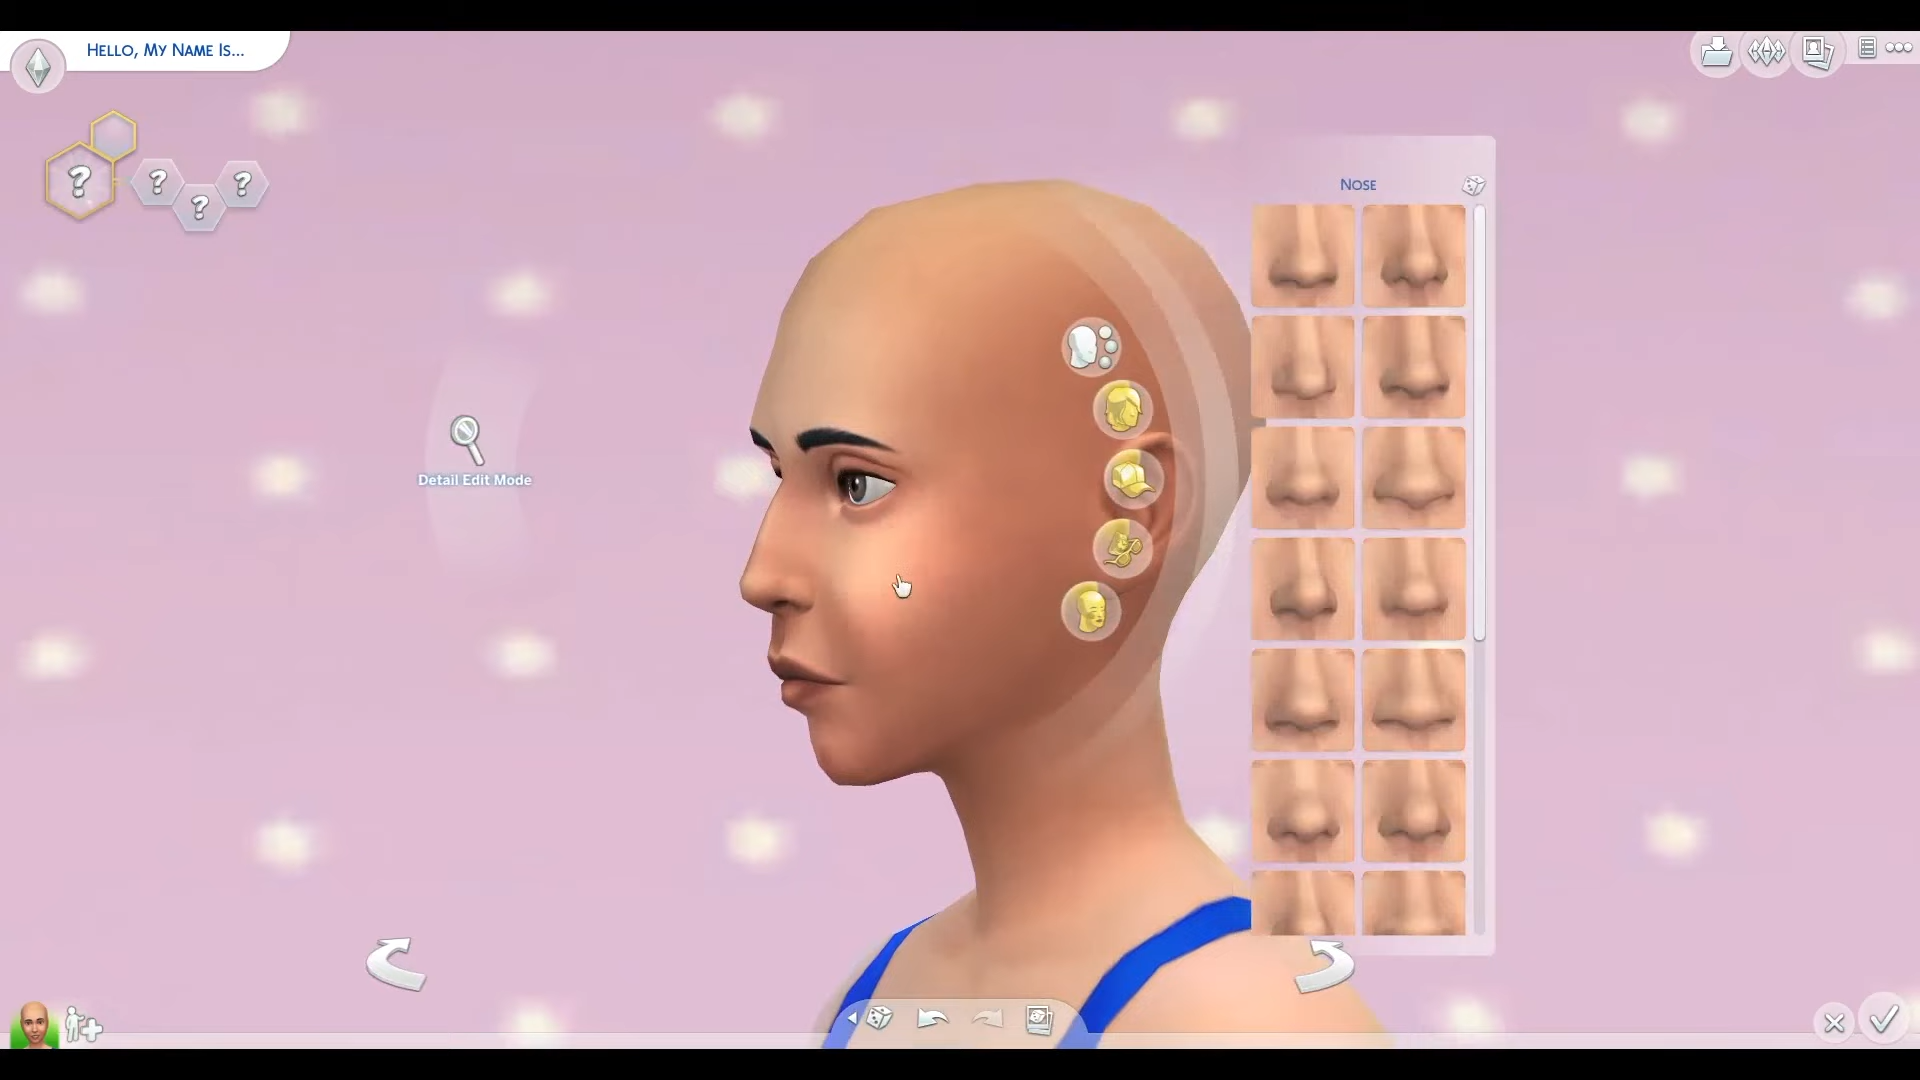 Hello, My Name Is...
Nose
Detail Edit Mode
? ? ? ?